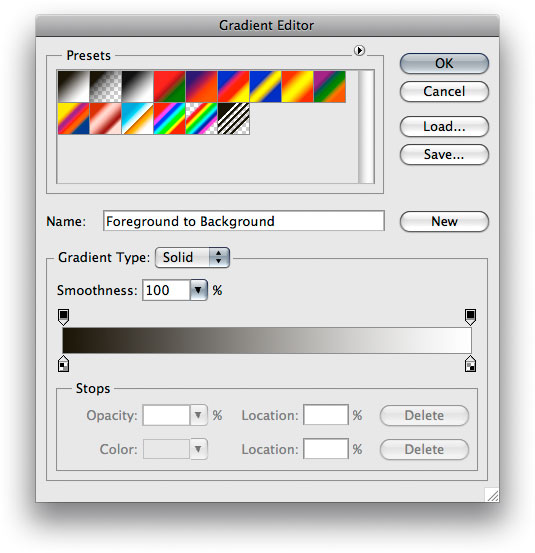 Gradient Editor
Presets
OK
Cancel
Load...
Save...
Name: Foreground to Background
New
Gradient Type: Solid
Smoothness: 100 %
Stops
Opacity: % Location: % Delete
Color: Location: % Delete